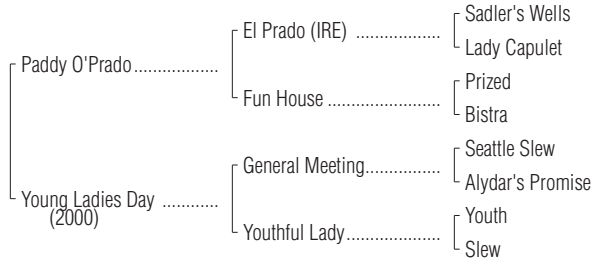 Sadler's Wells
El Prado (IRE) ..................
Lady Capulet
Paddy O'Prado..................
Prized
Fun House ........................
Bistra
Seattle Slew
General Meeting................
Alydar's Promise
Young Ladies Day ............
(2000)
Youth
Youthful Lady....................
Slew